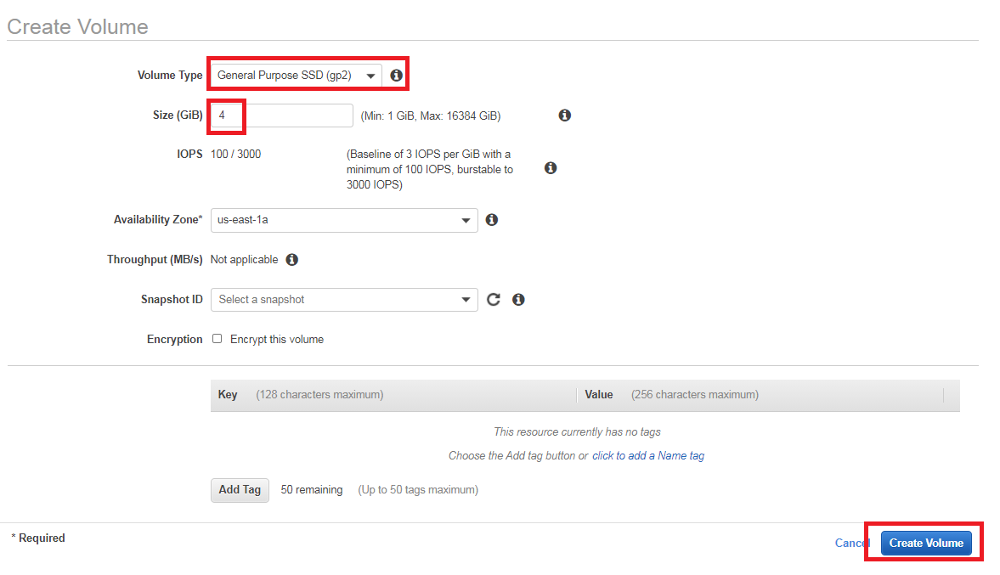 Create Volume
Volume Type General Purpose SSD (gp2)
Size (GiB) 4 (Min: 1 GiB, Max: 16384 GiB)
IOPS 100 / 3000 (Baseline of 3 IOPS per GiB with a
minimum of 100 IOPS, burstable to
3000 IOPS)
Availability Zone* us-east-1a
Throughput (MB/s) Not applicable
Snapshot ID Select a snapshot
Encryption Encrypt this volume
Key (128 characters maximum) Value (256 characters maximum)
This resource currently has no tags
Choose the Add tag button or click to add a Name tag
Add Tag 50 remaining (Up to 50 tags maximum)
* Required
Cancel Create Volume